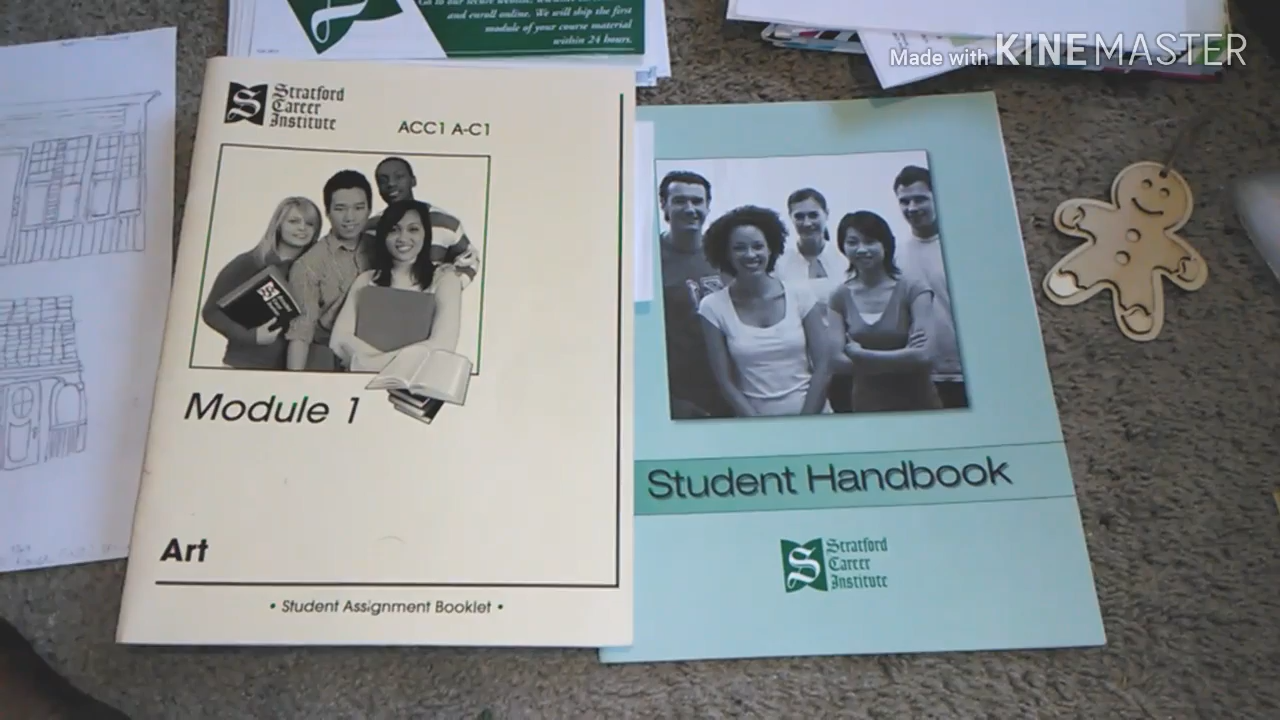 and enroll online. We will ship the first
module of your course material
within 24 hours.
Made with KINEMASTER
Stratford
Career
Institute
ACC1 A-C1
Module 1
Art
• Student Assignment Booklet •
Student Handbook
Stratford
Career
Institute